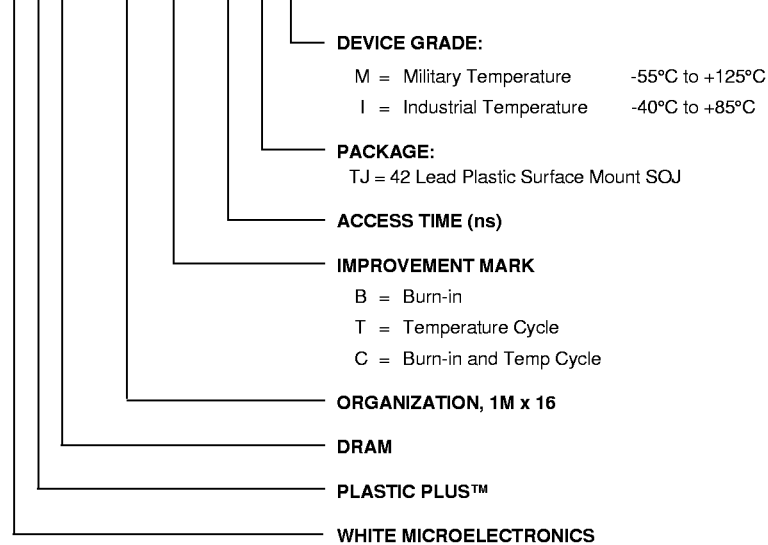 DEVICE GRADE:
M = Military Temperature -55°C to +125°C
I = Industrial Temperature -40°C to +85°C
PACKAGE:
TJ = 42 Lead Plastic Surface Mount SOJ
ACCESS TIME (ns)
IMPROVEMENT MARK
B = Burn-in
T = Temperature Cycle
C = Burn-in and Temp Cycle
ORGANIZATION, 1M x 16
DRAM
PLASTIC PLUS™
WHITE MICROELECTRONICS